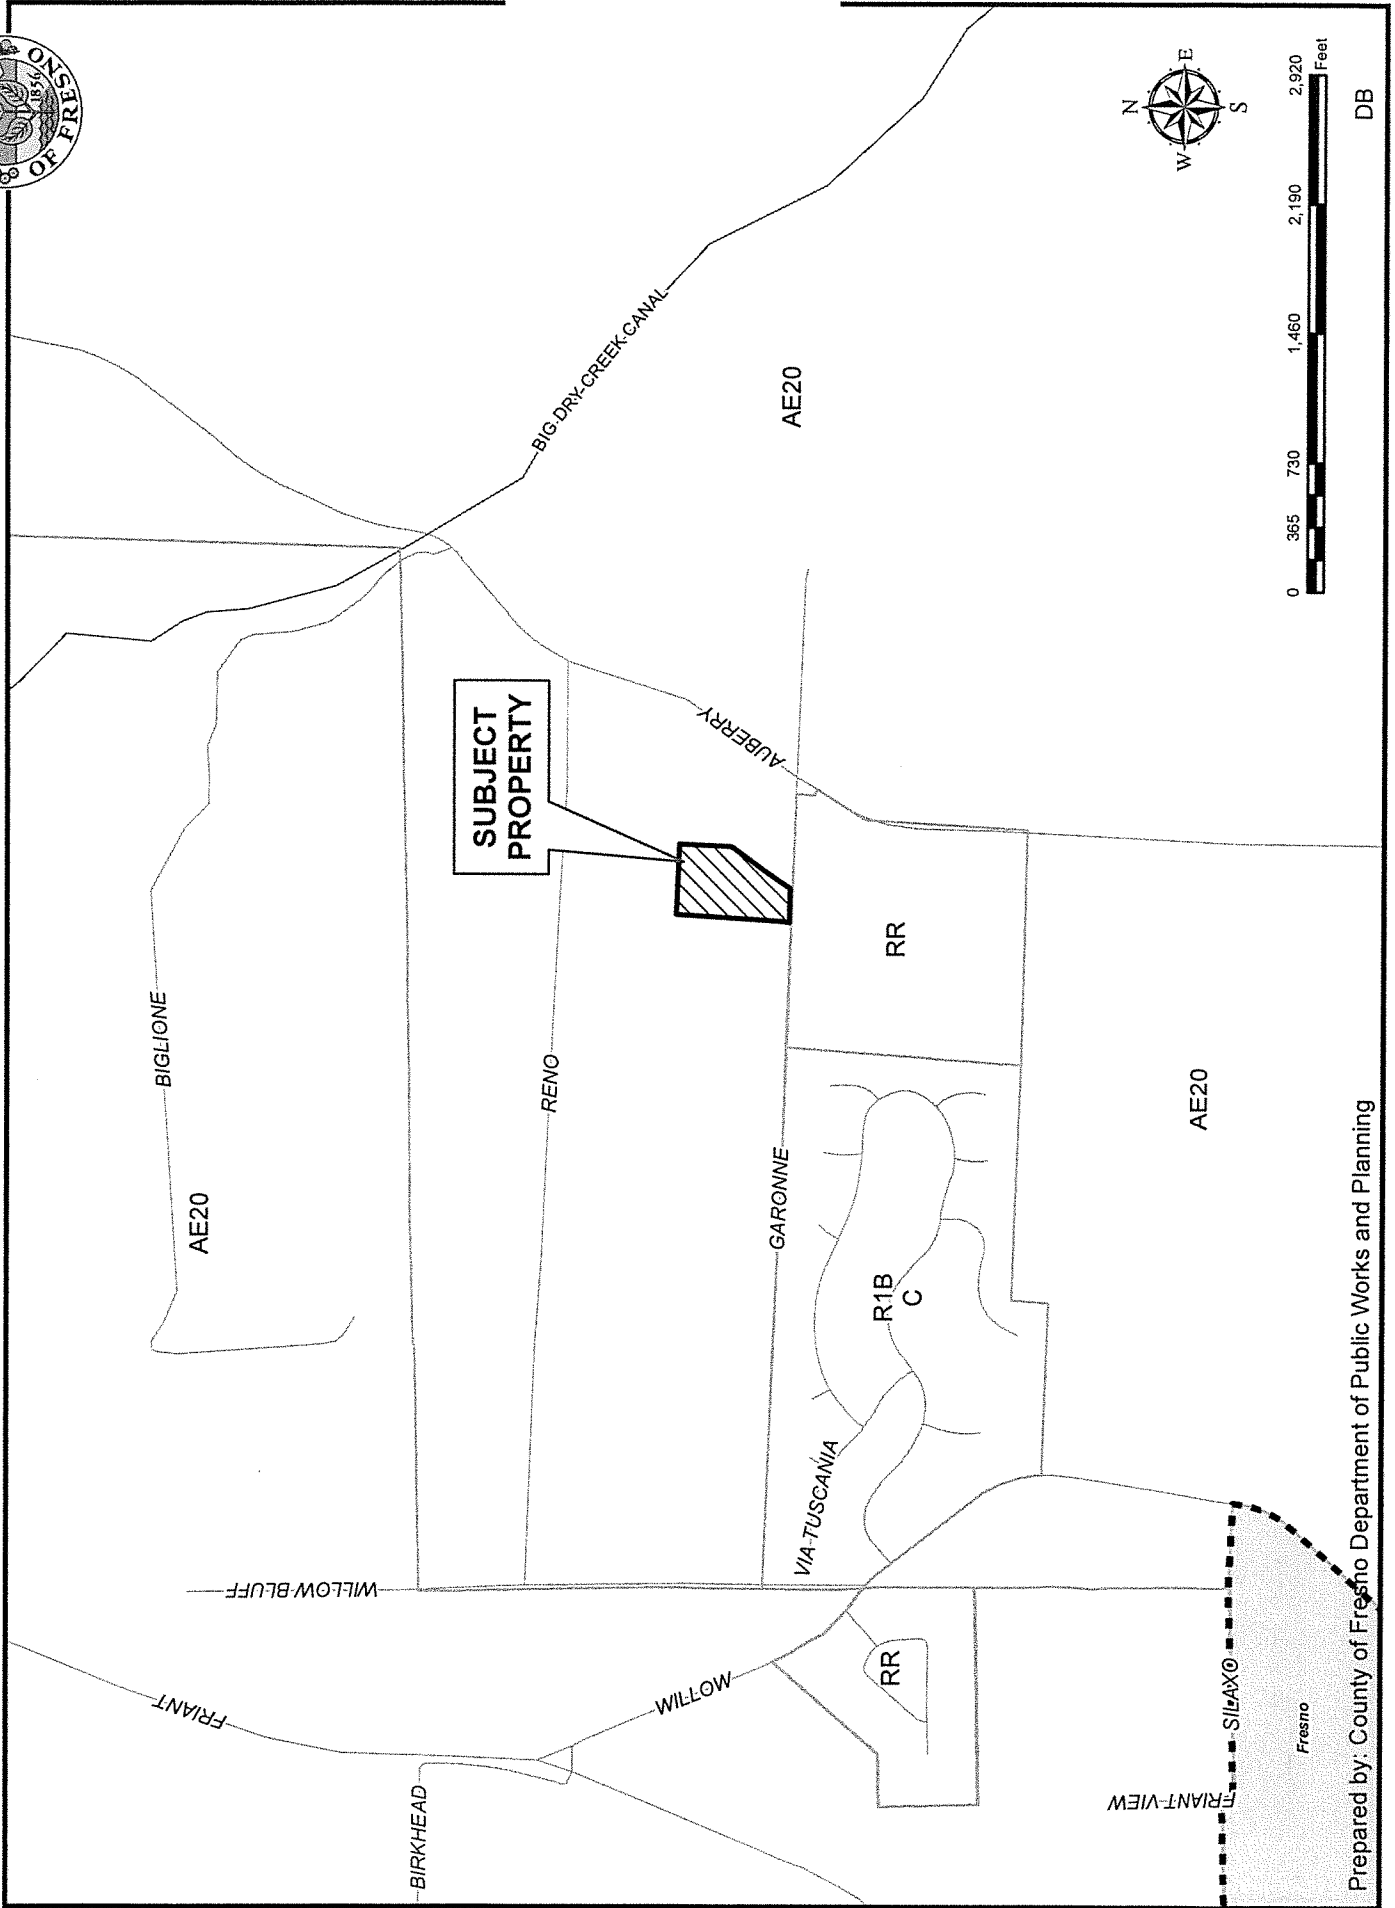 OF FRESNO
1856
N
E
S
W
0 365 730 1,460 2,190 2,920
Feet
DB
BIG-DRY-CREEK-CANAL
AE20
SUBJECT
PROPERTY
AUBERRY
BIGLIONE
AE20
RENO
GARONNE
RR
R1B
C
VIA-TUSCANIA
AE20
WILLOW-BLUFF
FRIANT
WILLOW
BIRKHEAD
RR
FRIANT-VIEW
SILAXO
Fresno
Prepared by: County of Fresno Department of Public Works and Planning